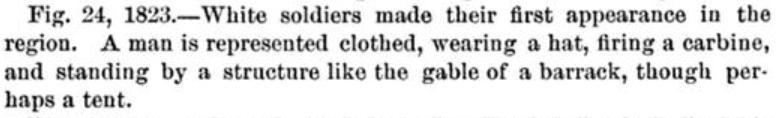 Fig. 24, 1823.—White soldiers made their first appearance in the
region. A man is represented clothed, wearing a hat, firing a carbine,
and standing by a structure like the gable of a barrack, though per-
haps a tent.